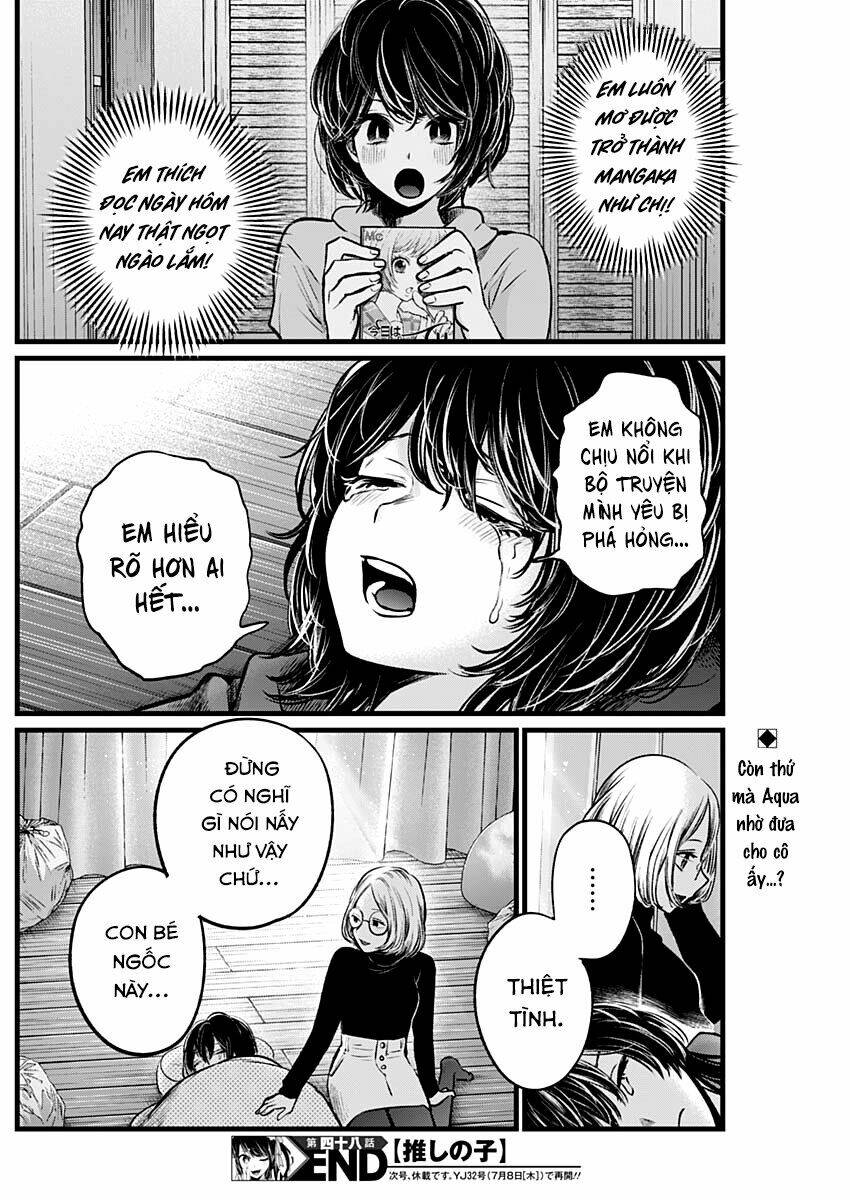 EM LUÔN
MƠ ĐƯỢC
TRỞ THÀNH
MANGAKA
NHƯ CHỊ!
EM THÍCH
ĐỌC NGÀY HÔM
NAY THẬT NGỌT
NGÀO LẮM!
Me
今日は
EM KHÔNG
CHỊU NỔI KHI
BỘ TRUYỆN
MÌNH YÊU BỊ
PHÁ HỎNG...
EM HIỂU
RÕ HƠN AI
HẾT...
Còn thứ
mà Aqua
nhờ đưa
cho cô
ấy...?
......
THIỆT
TÌNH.
ĐỪNG
CÓ NGHĨ
GÌ NÓI NẤY
NHƯ VẬY
CHỨ...
CON BÉ
NGỐC
NÀY...
第四十八話
END
【推しの子】
次号、休載です。YJ32号(7月8日[木])で再開!!